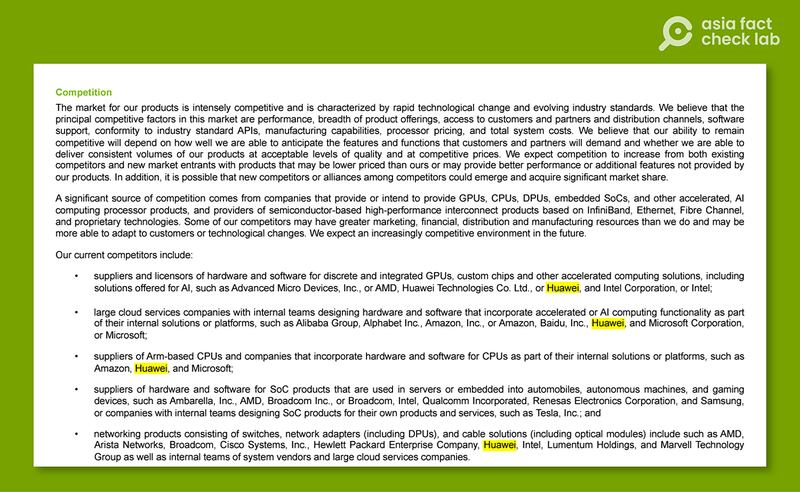 asia fact
check lab
Competition
The market for our products is intensely competitive and is characterized by rapid technological change and evolving industry standards. We believe that the
principal competitive factors in this market are performance, breadth of product offerings, access to customers and partners and distribution channels, software
support, conformity to industry standard APIs, manufacturing capabilities, processor pricing, and total system costs. We believe that our ability to remain
competitive will depend on how well we are able to anticipate the features and functions that customers and partners will demand and whether we are able to
deliver consistent volumes of our products at acceptable levels of quality and at competitive prices. We expect competition to increase from both existing
competitors and new market entrants with products that may be lower priced than ours or may provide better performance or additional features not provided by
our products. In addition, it is possible that new competitors or alliances among competitors could emerge and acquire significant market share.
A significant source of competition comes from companies that provide or intend to provide GPUs, CPUs, DPUs, embedded SoCs, and other accelerated, AI
computing processor products, and providers of semiconductor-based high-performance interconnect products based on InfiniBand, Ethernet, Fibre Channel,
and proprietary technologies. Some of our competitors may have greater marketing, financial, distribution and manufacturing resources than we do and may be
more able to adapt to customers or technological changes. We expect an increasingly competitive environment in the future.
Our current competitors include:
• suppliers and licensors of hardware and software for discrete and integrated GPUs, custom chips and other accelerated computing solutions, including
solutions offered for AI, such as Advanced Micro Devices, Inc., or AMD, Huawei Technologies Co. Ltd., or Huawei, and Intel Corporation, or Intel;
• large cloud services companies with internal teams designing hardware and software that incorporate accelerated or AI computing functionality as part
of their internal solutions or platforms, such as Alibaba Group, Alphabet Inc., Amazon, Inc., or Amazon, Baidu, Inc., Huawei, and Microsoft Corporation,
or Microsoft;
• suppliers of Arm-based CPUs and companies that incorporate hardware and software for CPUs as part of their internal solutions or platforms, such as
Amazon, Huawei, and Microsoft;
• suppliers of hardware and software for SoC products that are used in servers or embedded into automobiles, autonomous machines, and gaming
devices, such as Ambarella, Inc., AMD, Broadcom Inc., or Broadcom, Intel, Qualcomm Incorporated, Renesas Electronics Corporation, and Samsung,
or companies with internal teams designing SoC products for their own products and services, such as Tesla, Inc.; and
• networking products consisting of switches, network adapters (including DPUs), and cable solutions (including optical modules) include such as AMD,
Arista Networks, Broadcom, Cisco Systems, Inc., Hewlett Packard Enterprise Company, Huawei, Intel, Lumentum Holdings, and Marvell Technology
Group as well as internal teams of system vendors and large cloud services companies.